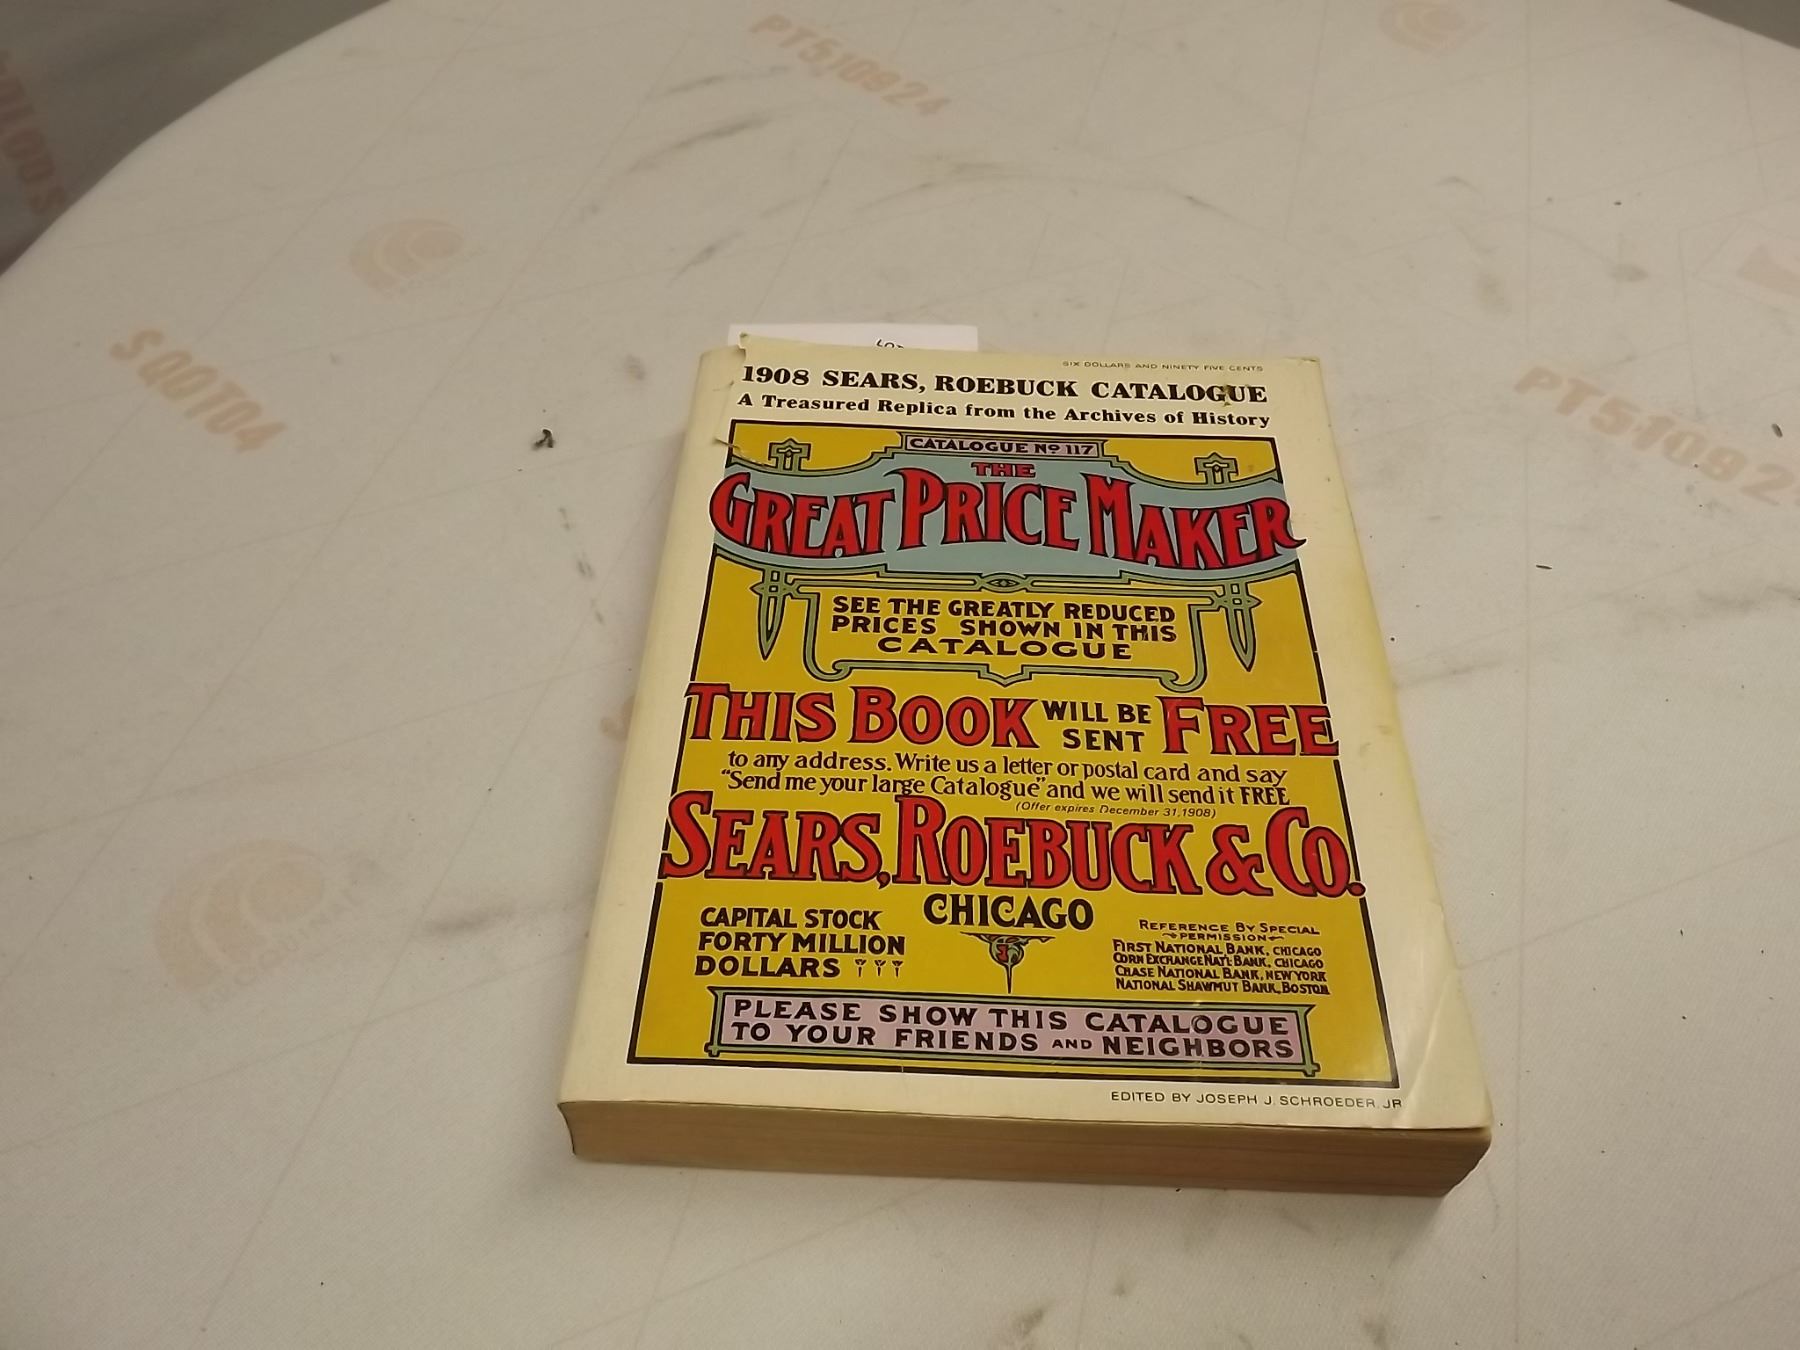 PT510924
SQ0T04
PT51092
SIX DOLLARS AND NINETY FIVE CENTS
1908 SEARS, ROEBUCK CATALOGUE
A Treasured Replica from the Archives of History
CATALOGUE No 117
THE
GREAT PRICE MAKER
SEE THE GREATLY REDUCED
PRICES SHOWN IN THIS
CATALOGUE
THIS BOOK WILL BE SENT FREE
to any address. Write us a letter or postal card and say
"Send me your large Catalogue" and we will send it FREE
(Offer expires December 31, 1908)
SEARS, ROEBUCK & CO.
CHICAGO
CAPITAL STOCK
FORTY MILLION
DOLLARS
REFERENCE BY SPECIAL
PERMISSION
FIRST NATIONAL BANK, CHICAGO
CORN EXCHANGE NAT'L BANK, CHICAGO
CHASE NATIONAL BANK, NEW YORK
NATIONAL SHAWMUT BANK, BOSTON
PLEASE SHOW THIS CATALOGUE
TO YOUR FRIENDS AND NEIGHBORS
EDITED BY JOSEPH J. SCHROEDER, JR